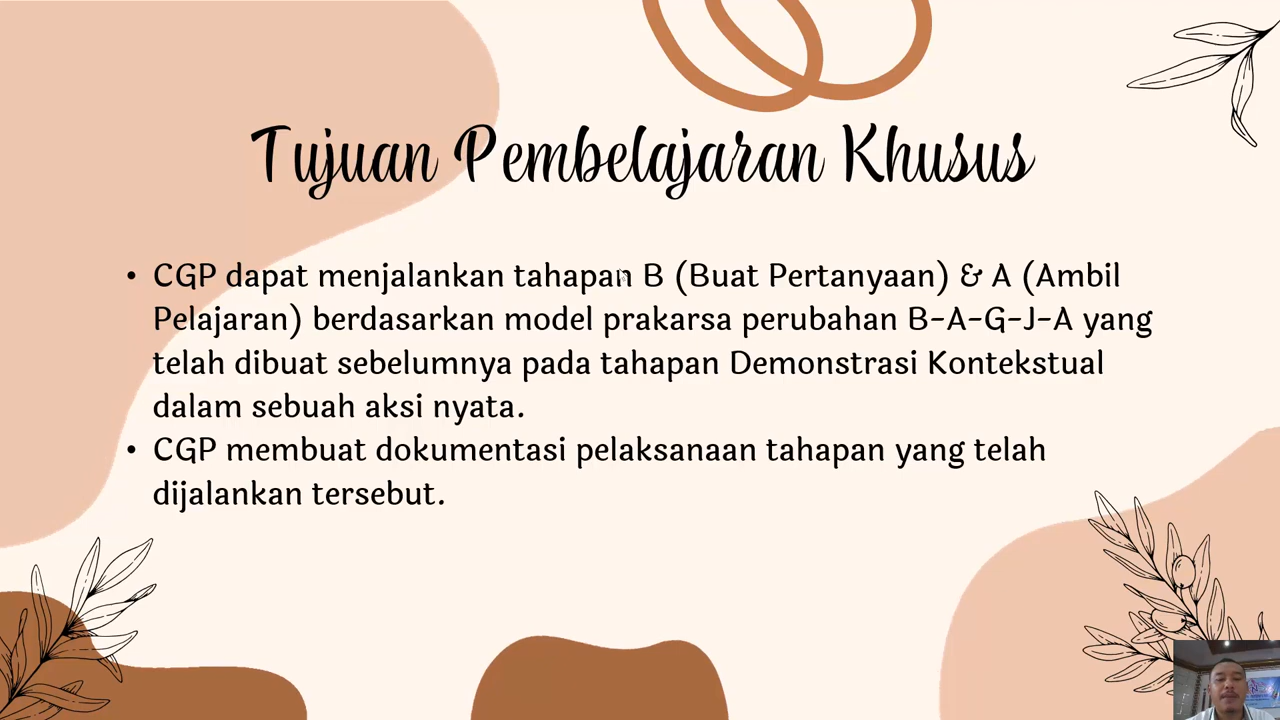 Tujuan Pembelajaran Khusus
• CGP dapat menjalankan tahapan B (Buat Pertanyaan) & A (Ambil
Pelajaran) berdasarkan model prakarsa perubahan B-A-G-J-A yang
telah dibuat sebelumnya pada tahapan Demonstrasi Kontekstual
dalam sebuah aksi nyata.
• CGP membuat dokumentasi pelaksanaan tahapan yang telah
dijalankan tersebut.